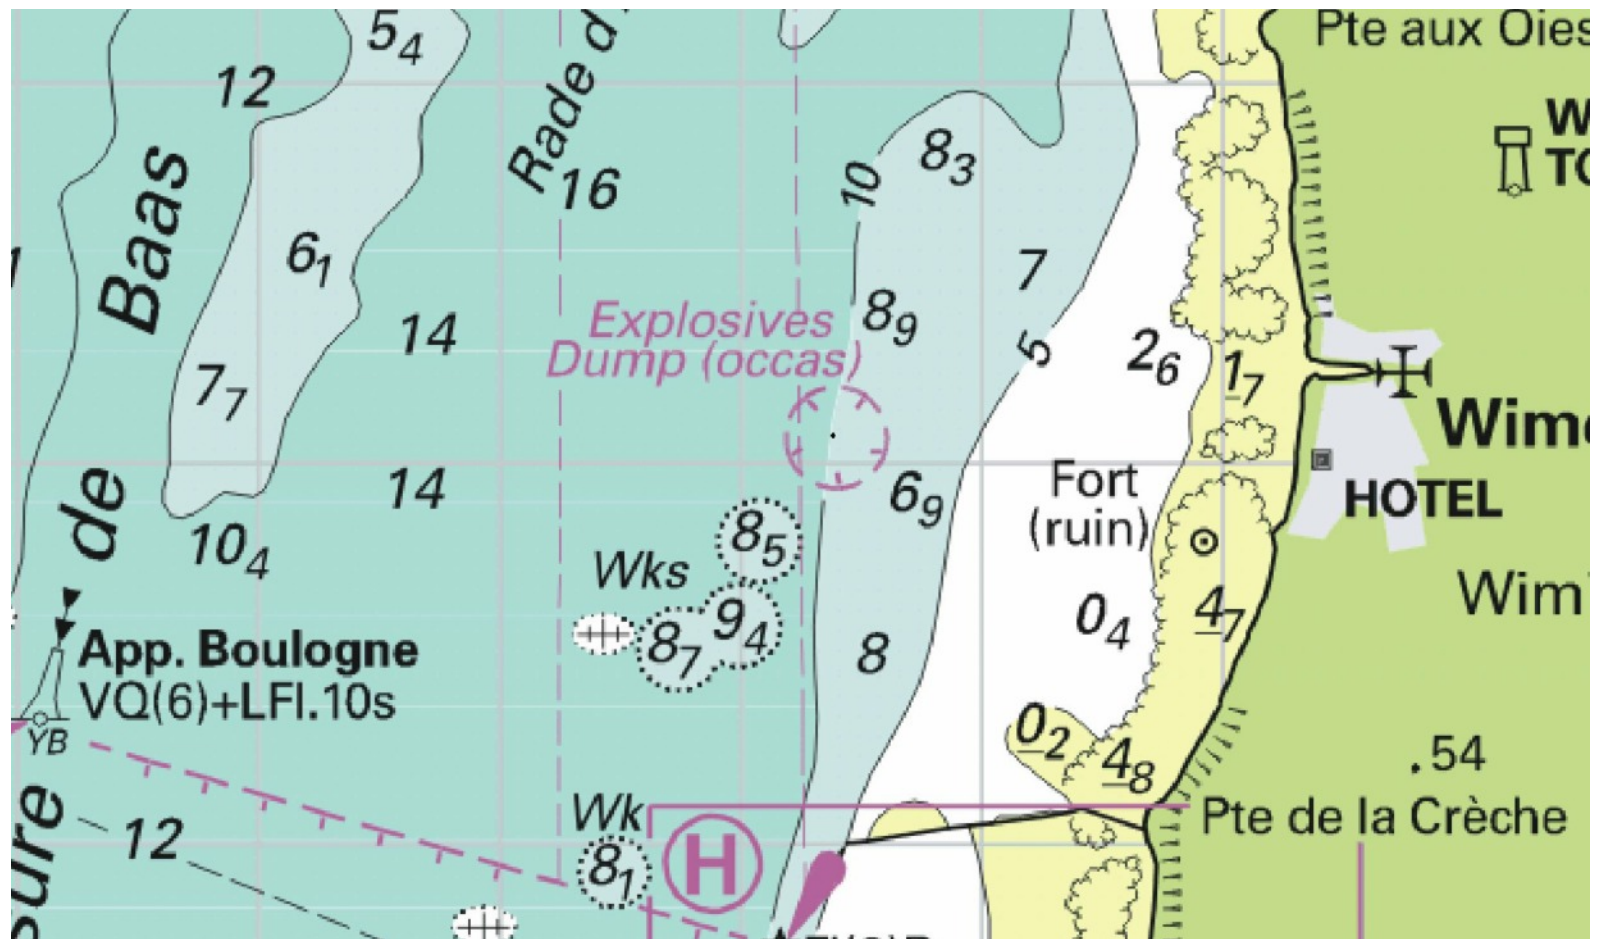 5₄
Rade d'
Pte aux Oies
12
W
TO
8₃
16
10
Baas
6₁
7
8₉
Explosives
Dump (occas)
14
5
2₆
1₇
7₇
Wim
14
6₉
Fort
(ruin)
HOTEL
de
8₅
10₄
Wks
Wim
9₄
0₄
4₇
8₇
8
App. Boulogne
VQ(6)+LFl.10s
YB
0₂
4₈
.54
sure
12
Wk
Pte de la Crèche
8₁
H